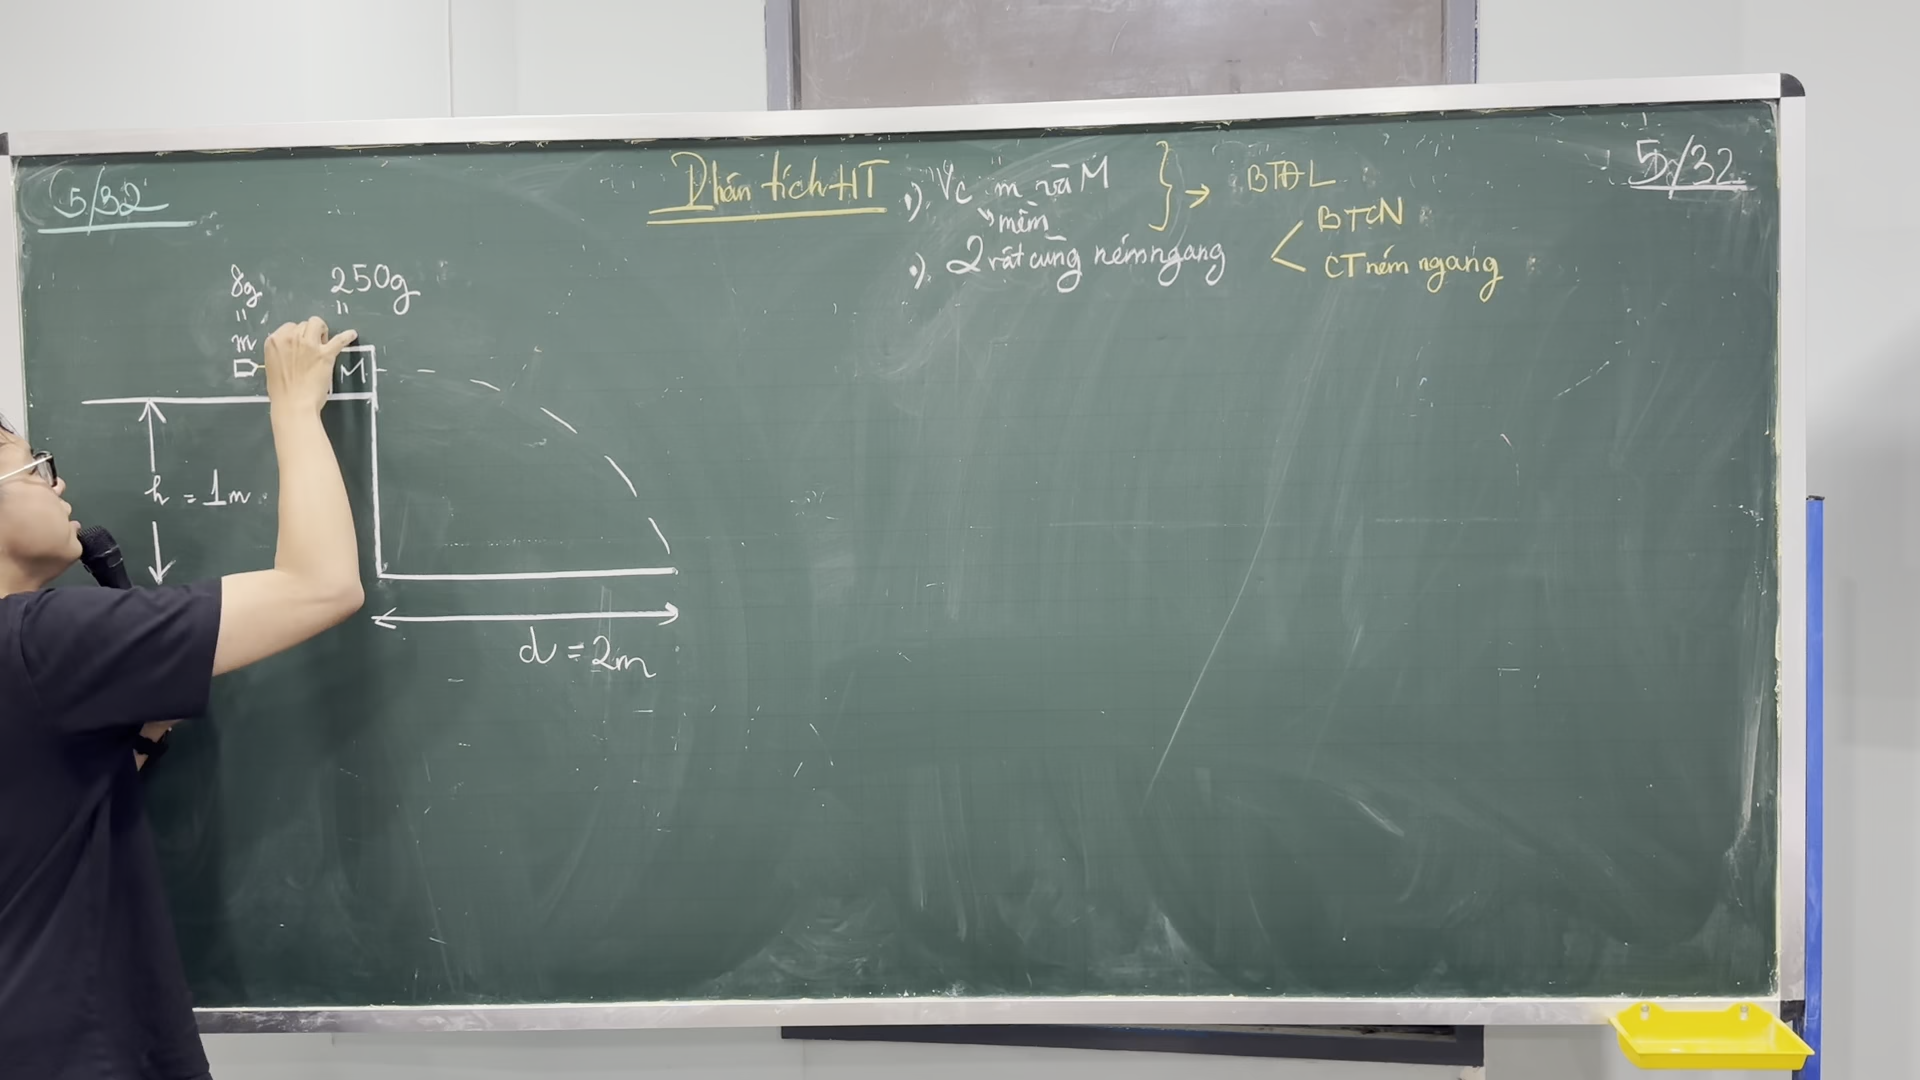 5/32
Phân tích HT
•). Vc m và M
mềm
•). 2 vật cùng ném ngang
BTĐL
BTCN
CT ném ngang
5/32
8g
"
m
250g
"
M
h = 1m
d = 2m